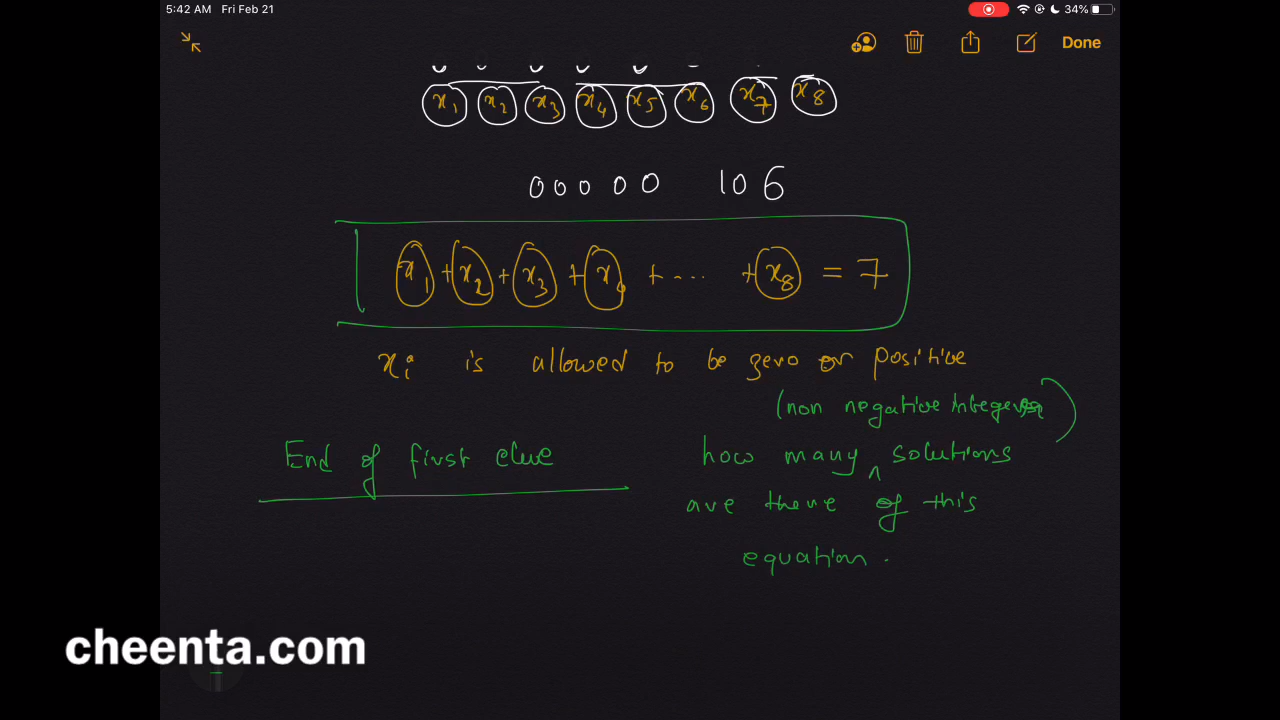 5:42 AM Fri Feb 21 34%
Done
x1 x2 x3 x4 x5 x6 x7 x8
00000 106
x1 + x2 + x3 + x4 + ... + x8 = 7
xi is allowed to be zero or positive
(non negative integer)
End of first clue
how many ^ solutions
are there of this
equation.
cheenta.com